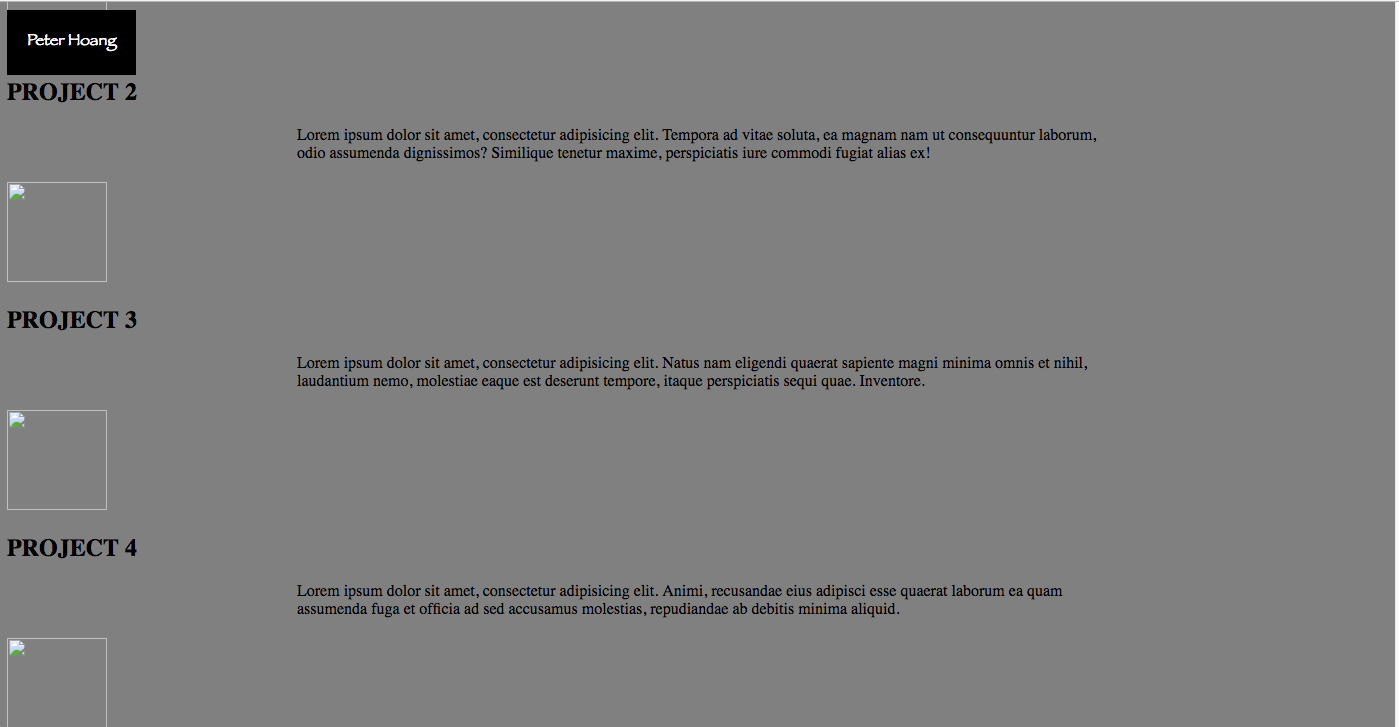 Peter Hoang
PROJECT 2
Lorem ipsum dolor sit amet, consectetur adipisicing elit. Tempora ad vitae soluta, ea magnam nam ut consequuntur laborum,
odio assumenda dignissimos? Similique tenetur maxime, perspiciatis iure commodi fugiat alias ex!
PROJECT 3
Lorem ipsum dolor sit amet, consectetur adipisicing elit. Natus nam eligendi quaerat sapiente magni minima omnis et nihil,
laudantium nemo, molestiae eaque est deserunt tempore, itaque perspiciatis sequi quae. Inventore.
PROJECT 4
Lorem ipsum dolor sit amet, consectetur adipisicing elit. Animi, recusandae eius adipisci esse quaerat laborum ea quam
assumenda fuga et officia ad sed accusamus molestias, repudiandae ab debitis minima aliquid.